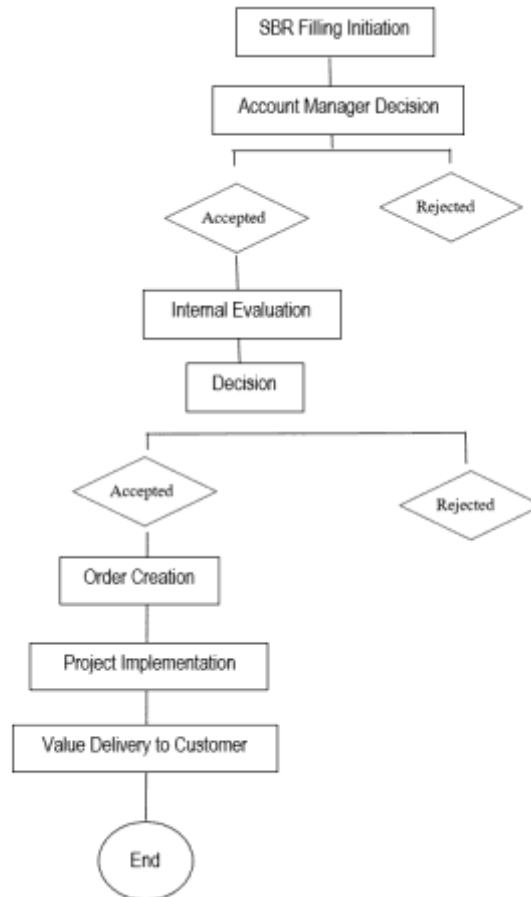 SBR Filling Initiation
Account Manager Decision
Accepted
Rejected
Internal Evaluation
Decision
Accepted
Rejected
Order Creation
Project Implementation
Value Delivery to Customer
End